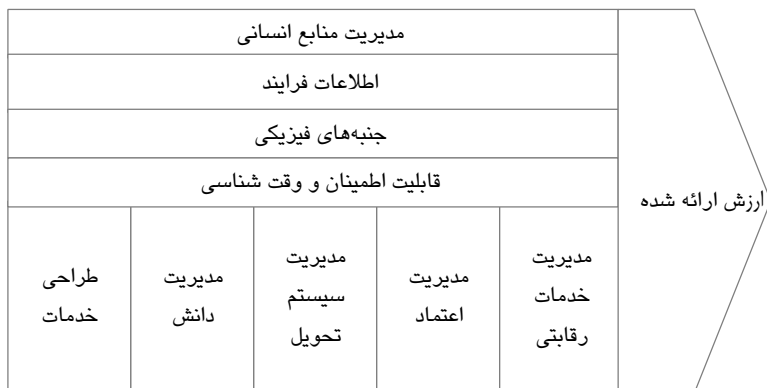 مدیریت منابع انسانی
اطلاعات فرایند
جنبه‌های فیزیکی
قابلیت اطمینان و وقت شناسی
ارزش ارائه شده
مدیریت
خدمات
رقابتی
مدیریت
اعتماد
مدیریت
سیستم
تحویل
مدیریت
دانش
طراحی
خدمات